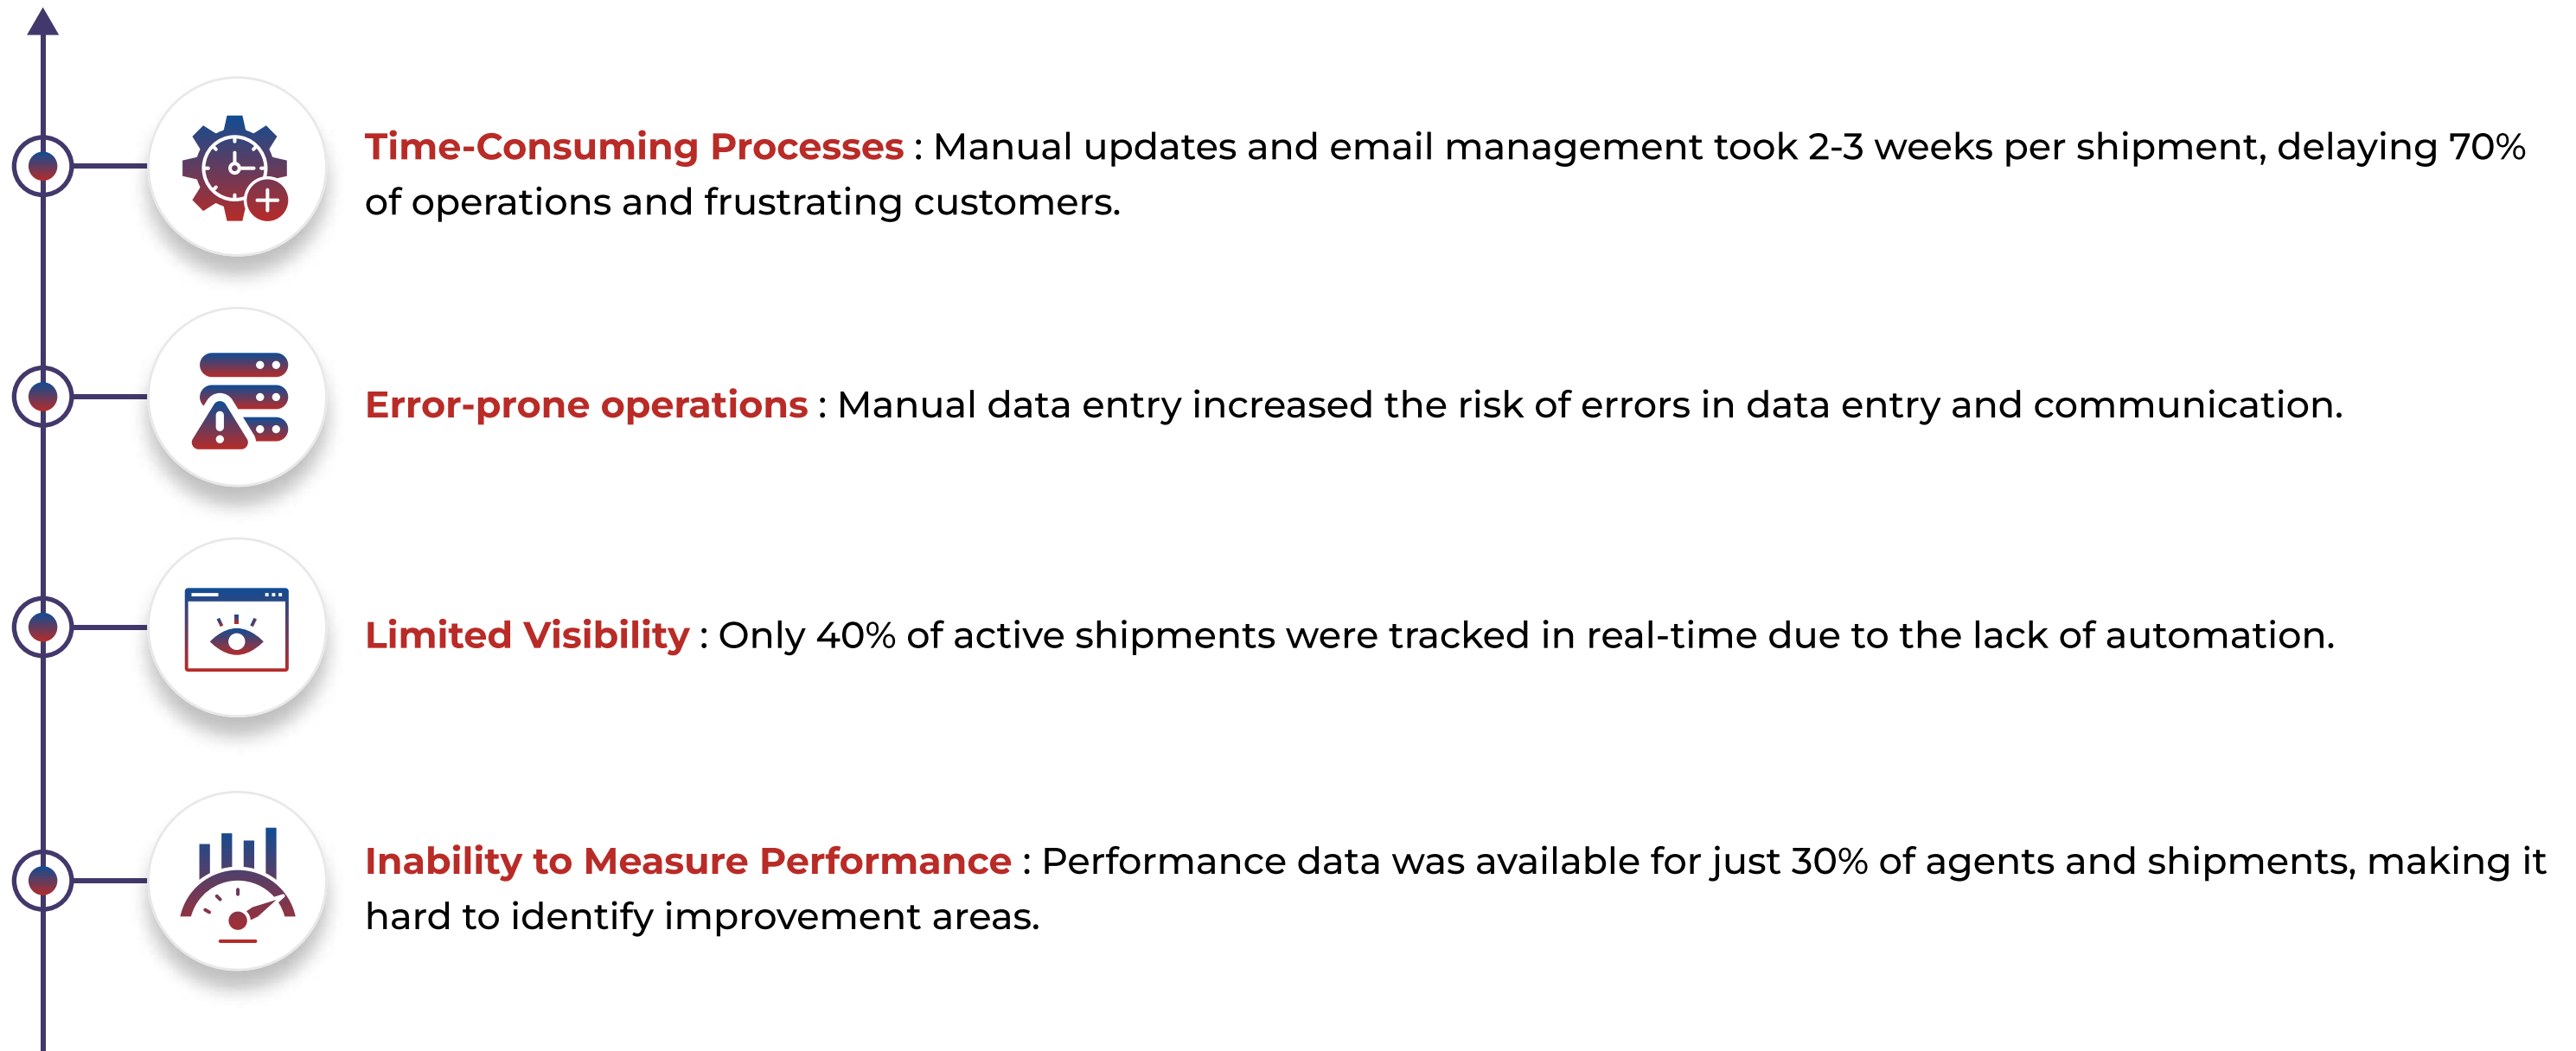 Time-Consuming Processes : Manual updates and email management took 2-3 weeks per shipment, delaying 70%
of operations and frustrating customers.
Error-prone operations : Manual data entry increased the risk of errors in data entry and communication.
Limited Visibility : Only 40% of active shipments were tracked in real-time due to the lack of automation.
Inability to Measure Performance : Performance data was available for just 30% of agents and shipments, making it
hard to identify improvement areas.